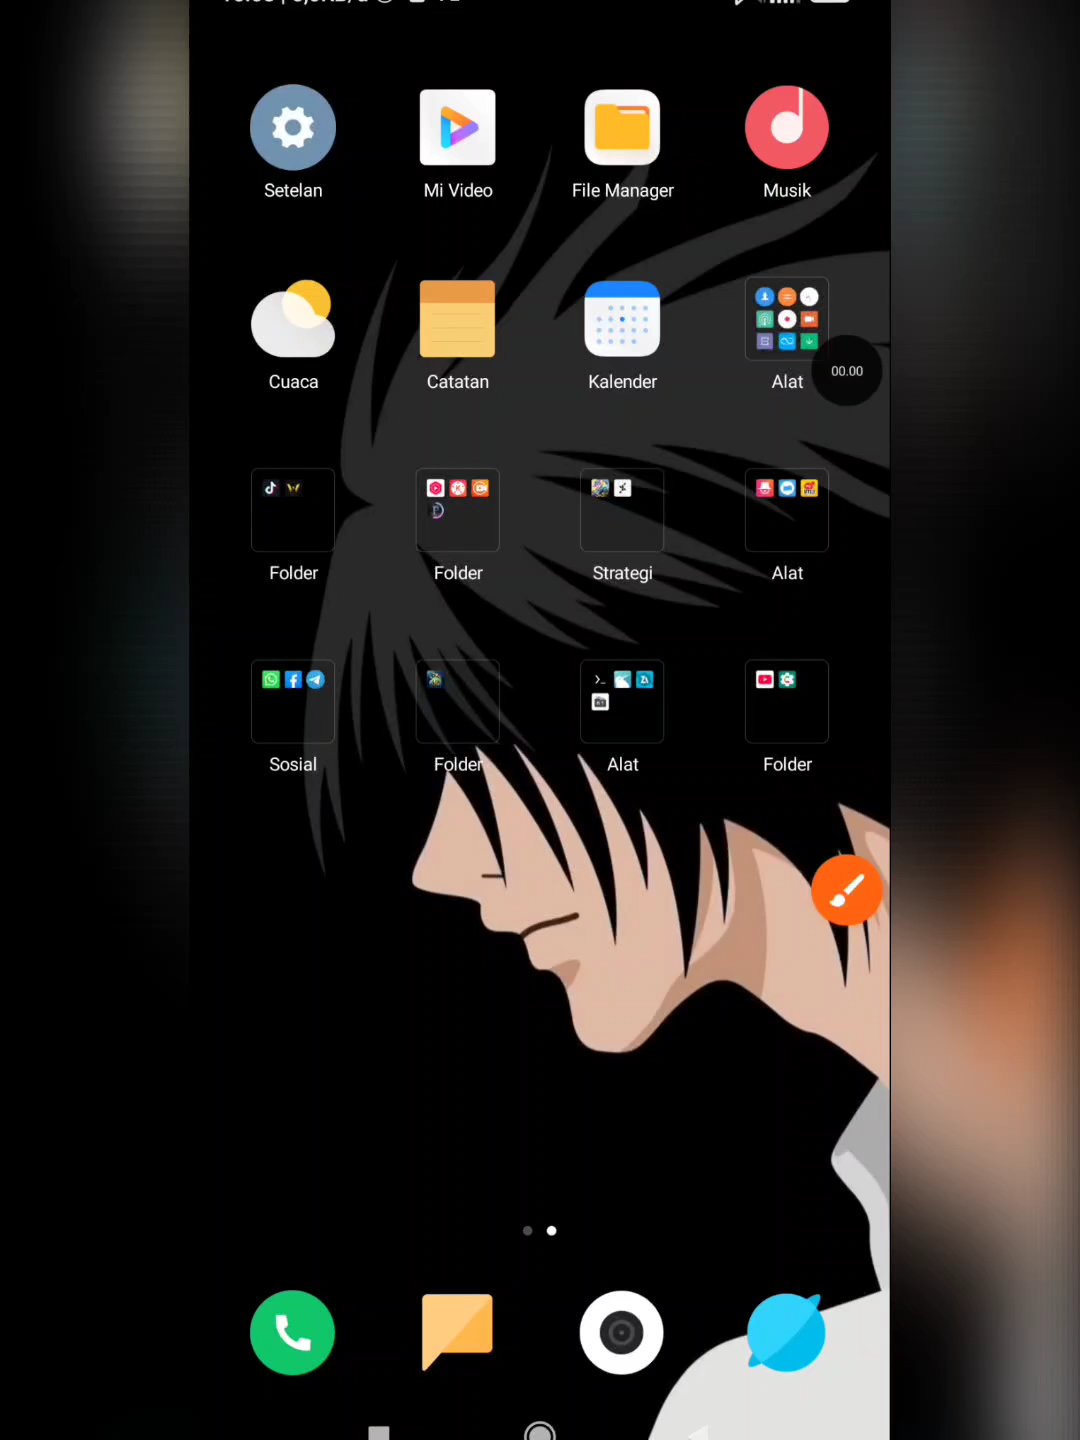 Setelan
Mi Video
File Manager
Musik
Cuaca
Catatan
Kalender
Alat
00.00
Folder
Folder
Strategi
Alat
Sosial
Folder
Alat
Folder